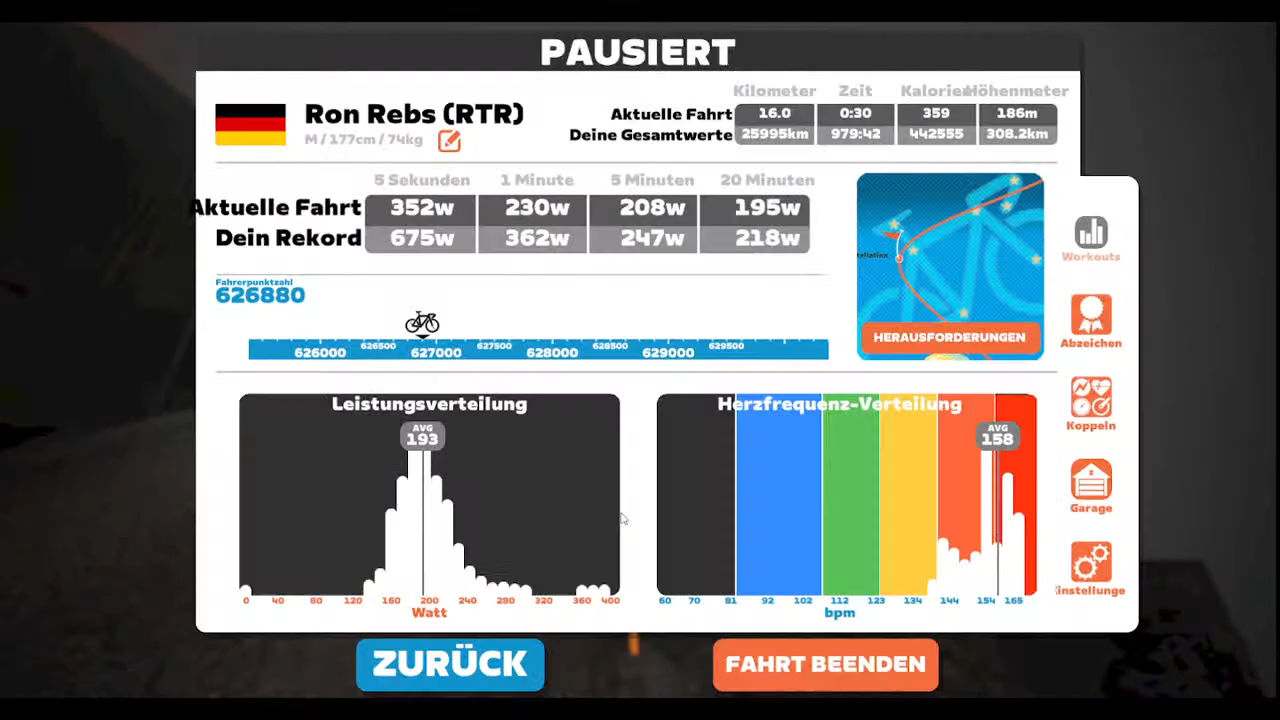 PAUSIERT
Ron Rebs (RTR)
M / 177cm / 74kg
Kilometer Zeit Kalorien Höhenmeter
Aktuelle Fahrt 16.0 0:30 359 186m
Deine Gesamtwerte 25995km 979:42 442555 308.2km
5 Sekunden 1 Minute 5 Minuten 20 Minuten
Aktuelle Fahrt 352w 230w 208w 195w
Dein Rekord 675w 362w 247w 218w
Fahrerpunktzahl
626880
626500 627500 628500 629500
626000 627000 628000 629000
HERAUSFORDERUNGEN
Workouts
Abzeichen
Koppeln
Garage
Einstellunge
Leistungsverteilung
AVG
193
0 40 80 120 160 200 240 280 320 360 400
Watt
Herzfrequenz-Verteilung
AVG
158
60 70 81 92 102 112 123 134 144 154 165
bpm
ZURÜCK
FAHRT BEENDEN